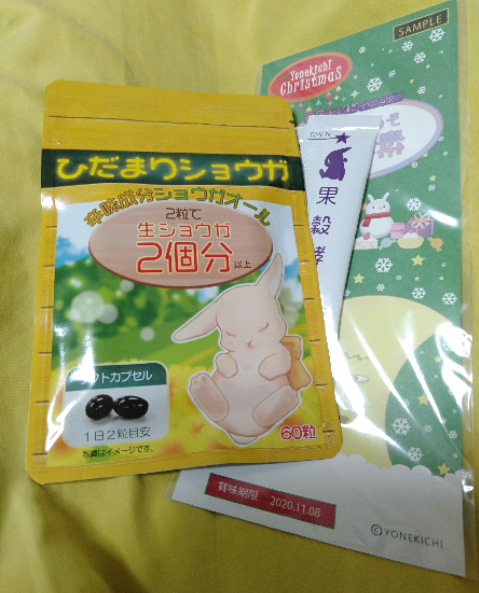 ひだまりショウガ
辛味成分ショウガオール
2粒で
生ショウガ
2個分以上
フトカプセル
1日2粒目安
写真はイメージです。
60粒
SAMPLE
Yonekichi
Christmas
OPEN
果
穀
酵
賞味期限 2020.11.08
©YONEKICHI